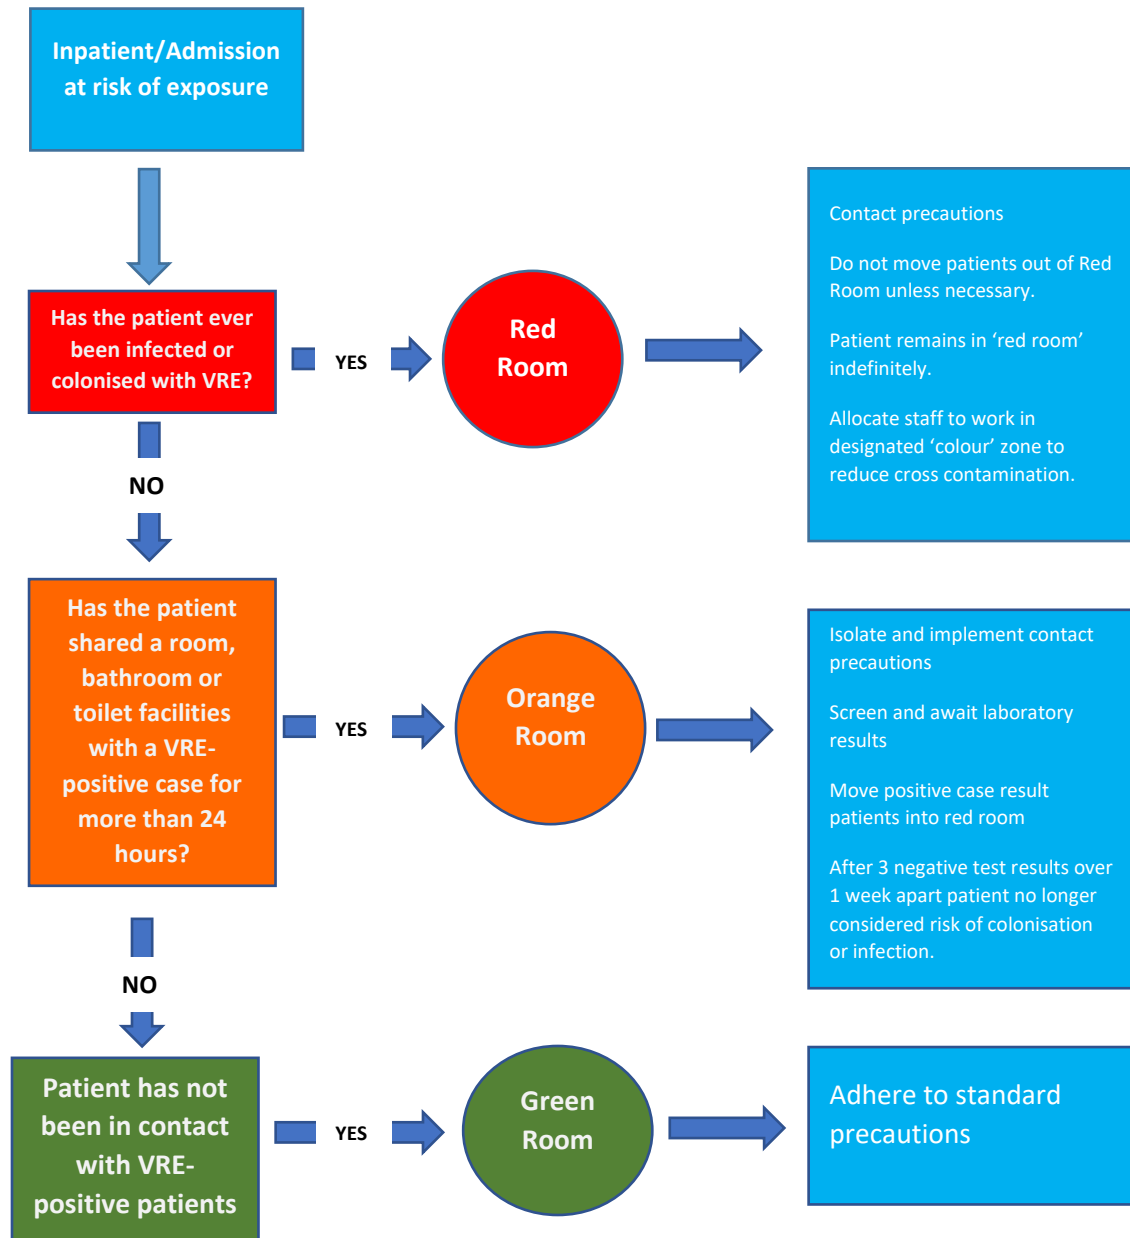 Inpatient/Admission
at risk of exposure
Has the patient ever
been infected or
colonised with VRE?
YES
Red
Room
Contact precautions
Do not move patients out of Red
Room unless necessary.
Patient remains in ‘red room’
indefinitely.
Allocate staff to work in
designated ‘colour’ zone to
reduce cross contamination.
NO
Has the patient
shared a room,
bathroom or
toilet facilities
with a VRE-
positive case for
more than 24
hours?
YES
Orange
Room
Isolate and implement contact
precautions
Screen and await laboratory
results
Move positive case result
patients into red room
After 3 negative test results over
1 week apart patient no longer
considered risk of colonisation
or infection.
NO
Patient has not
been in contact
with VRE-
positive patients
YES
Green
Room
Adhere to standard
precautions